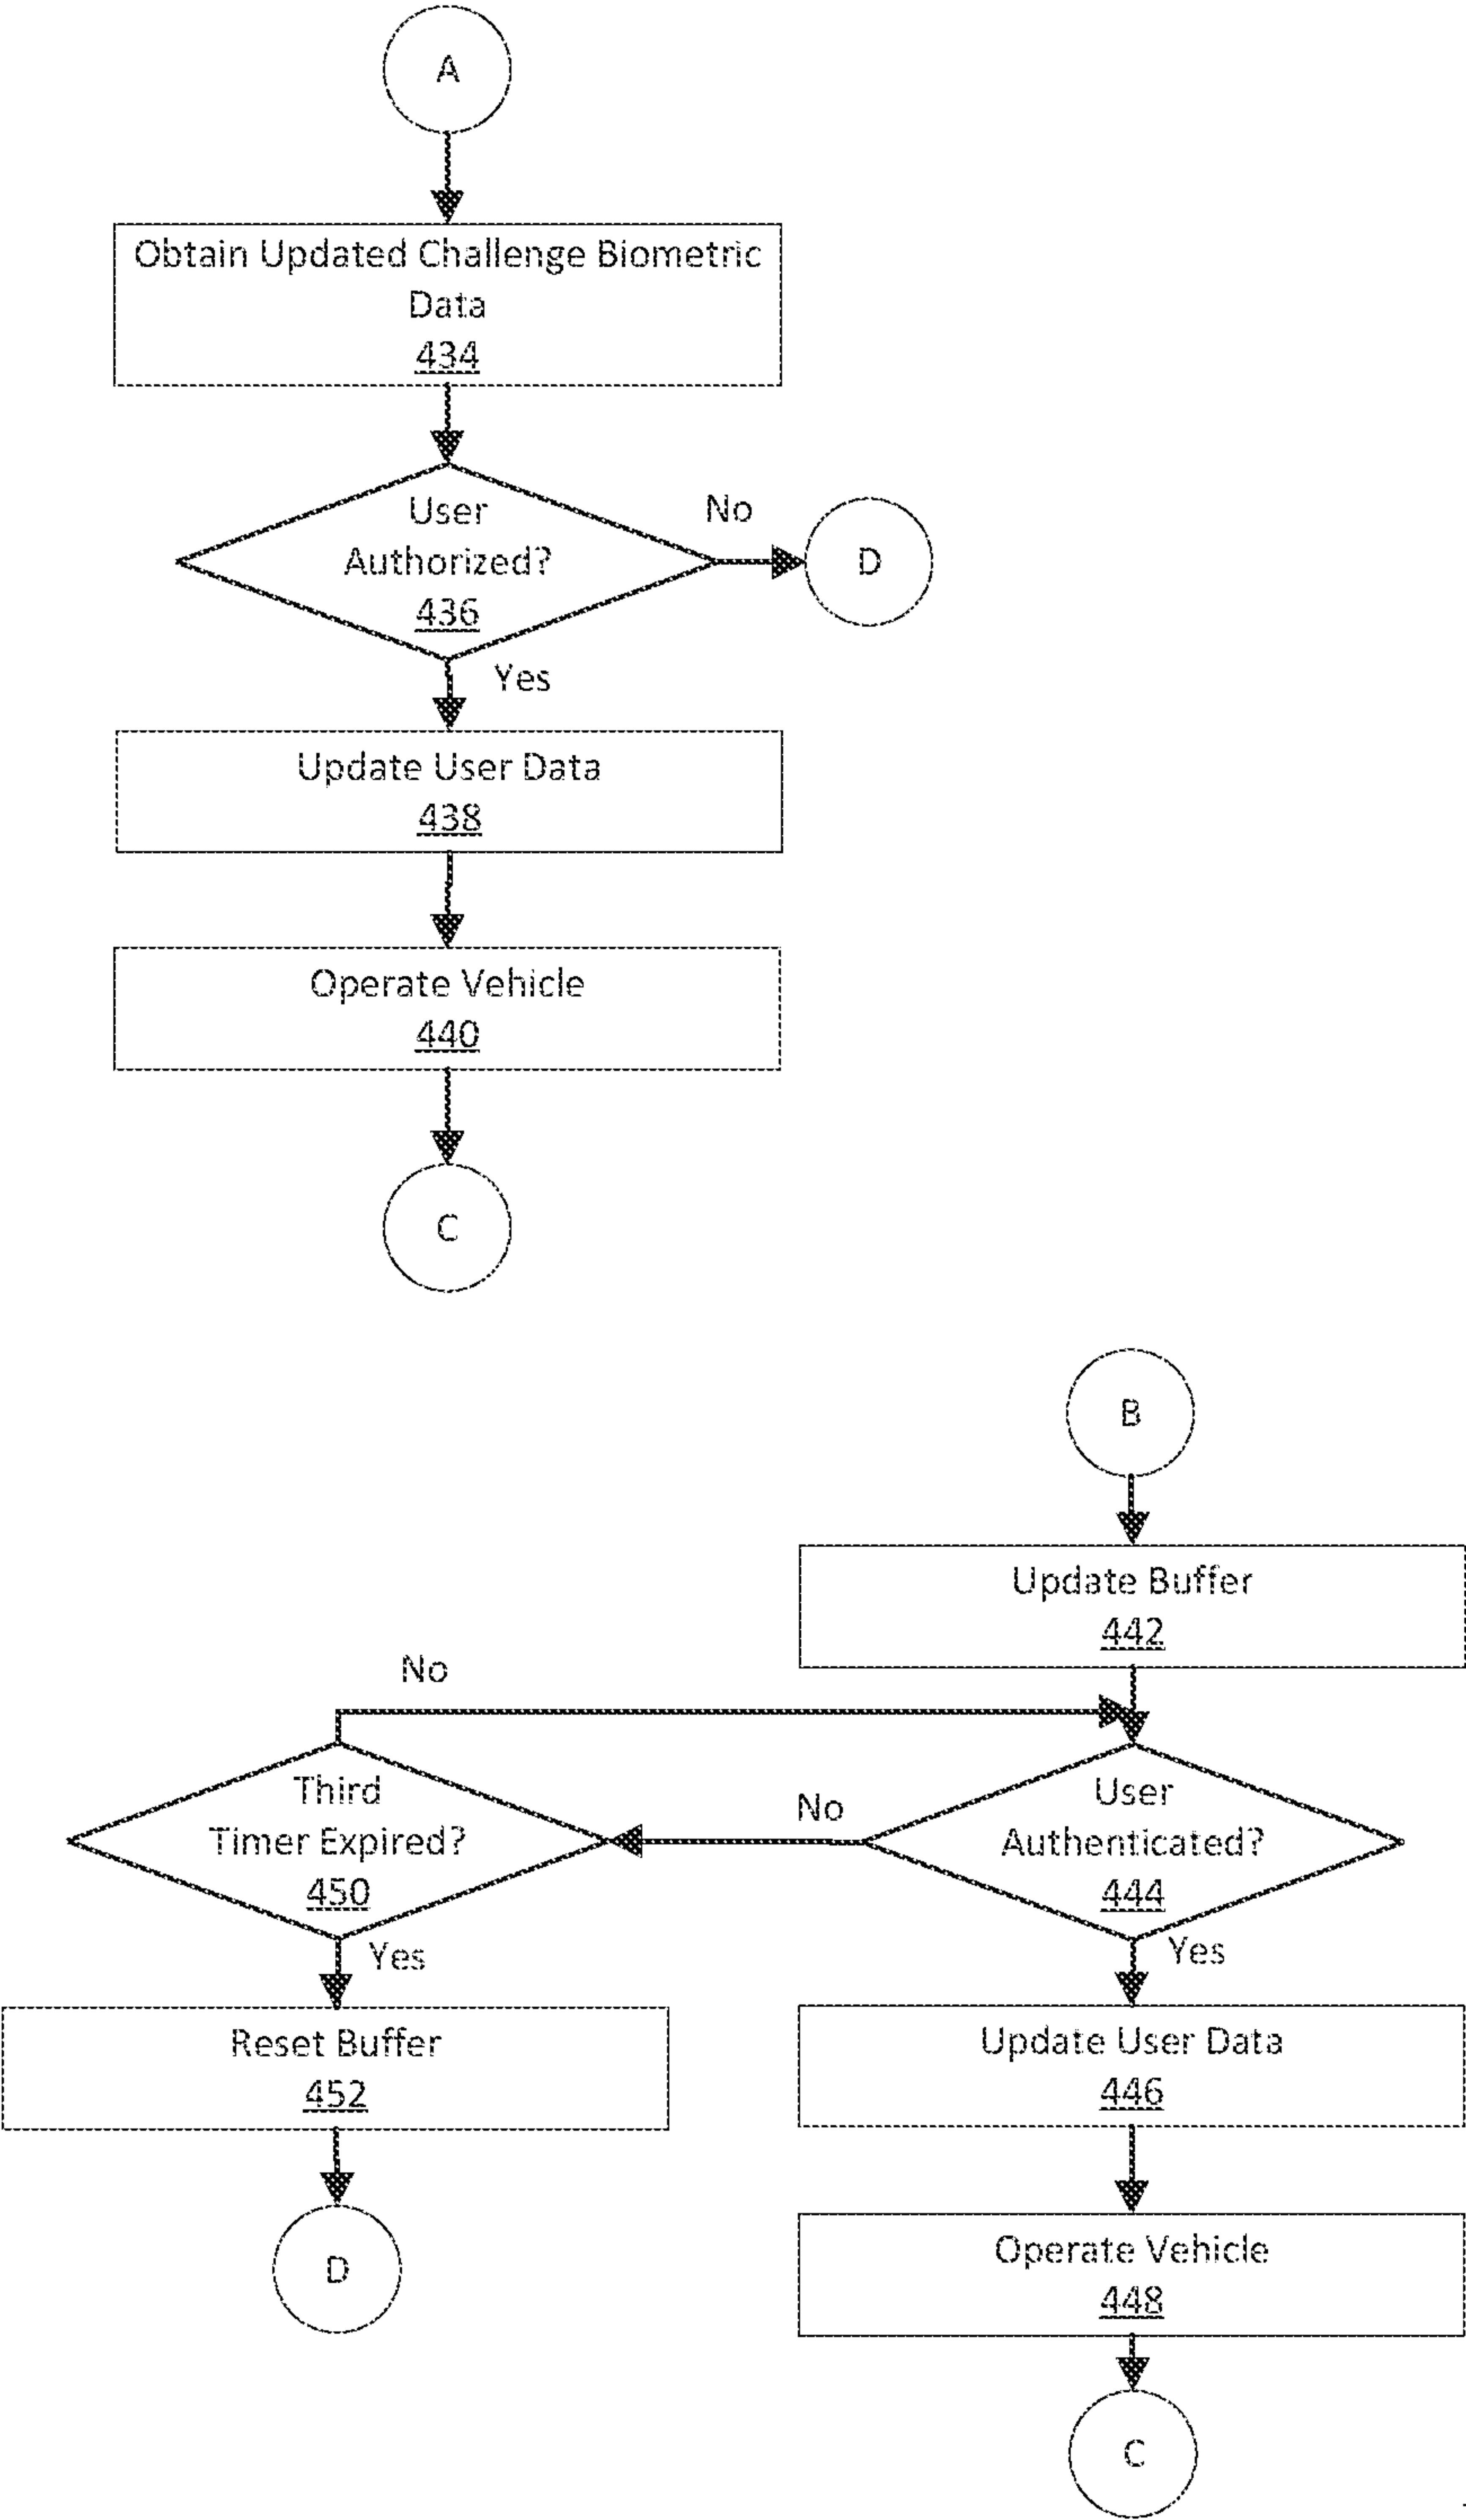 A
Obtain Updated Challenge Biometric
Data
434
User
Authorized?
436
No
D
Yes
Update User Data
438
Operate Vehicle
440
C
B
Update Buffer
442
No
Third
Timer Expired?
450
No
User
Authenticated?
444
Yes
Yes
Reset Buffer
452
Update User Data
446
D
Operate Vehicle
448
C